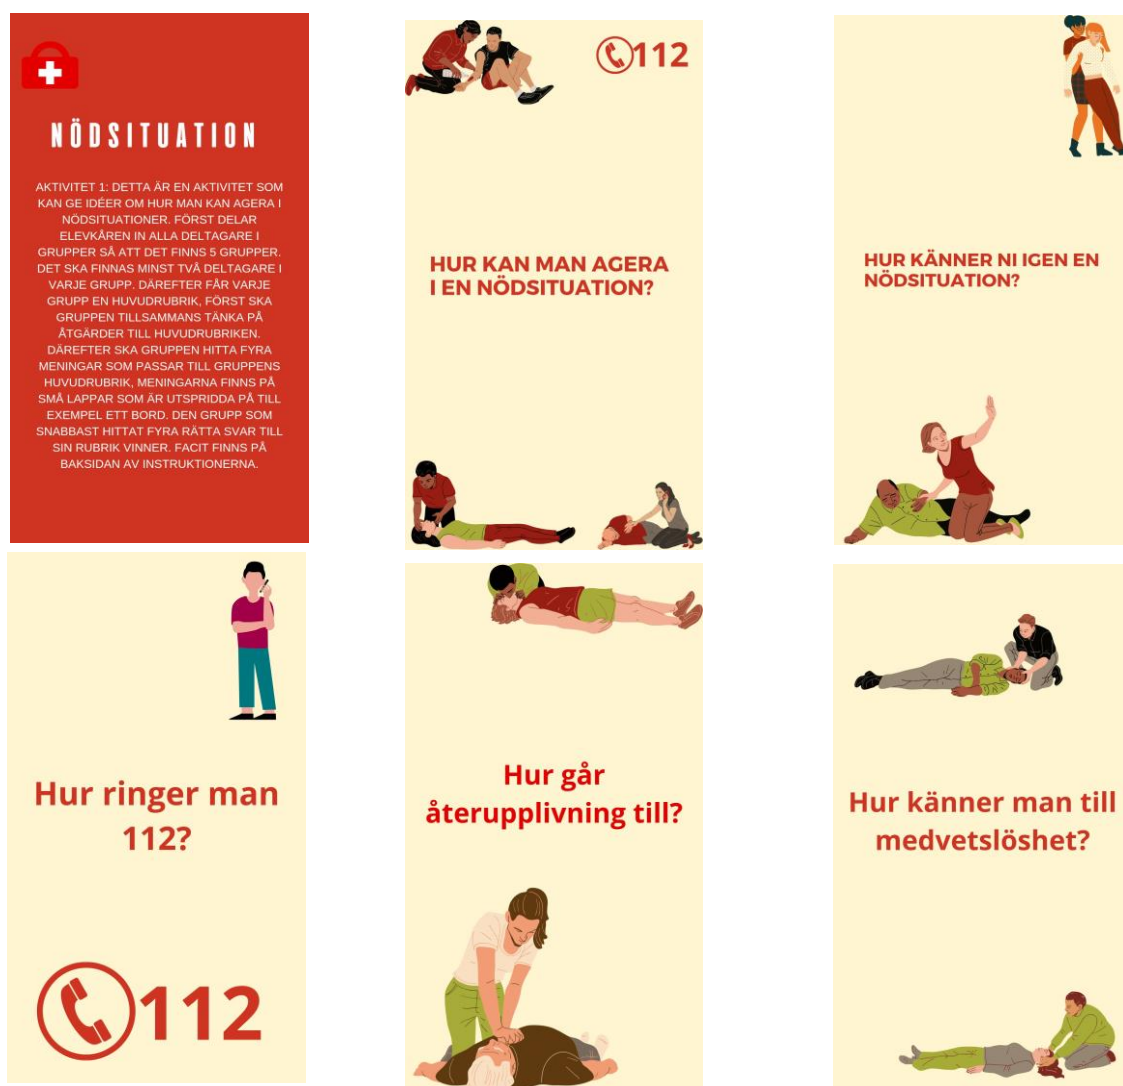 NÖDSITUATION
AKTIVITET 1: DETTA ÄR EN AKTIVITET SOM
KAN GE IDÉER OM HUR MAN KAN AGERA I
NÖDSITUATIONER. FÖRST DELAR
ELEVKÅREN IN ALLA DELTAGARE I
GRUPPER SÅ ATT DET FINNS 5 GRUPPER.
DET SKA FINNAS MINST TVÅ DELTAGARE I
VARJE GRUPP. DÄREFTER FÅR VARJE
GRUPP EN HUVUDRUBRIK, FÖRST SKA
GRUPPEN TILLSAMMANS TÄNKA PÅ
ÅTGÄRDER TILL HUVUDRUBRIKEN.
DÄREFTER SKA GRUPPEN HITTA FYRA
MENINGAR SOM PASSAR TILL GRUPPENS
HUVUDRUBRIK, MENINGARNA FINNS PÅ
SMÅ LAPPAR SOM ÄR UTSPRIDDA PÅ TILL
EXEMPEL ETT BORD. DEN GRUPP SOM
SNABBAST HITTAT FYRA RÄTTA SVAR TILL
SIN RUBRIK VINNER. FACIT FINNS PÅ
BAKSIDAN AV INSTRUKTIONERNA.
112
HUR KAN MAN AGERA
I EN NÖDSITUATION?
HUR KÄNNER NI IGEN EN
NÖDSITUATION?
Hur ringer man
112?
112
Hur går
återupplivning till?
Hur känner man till
medvetslöshet?